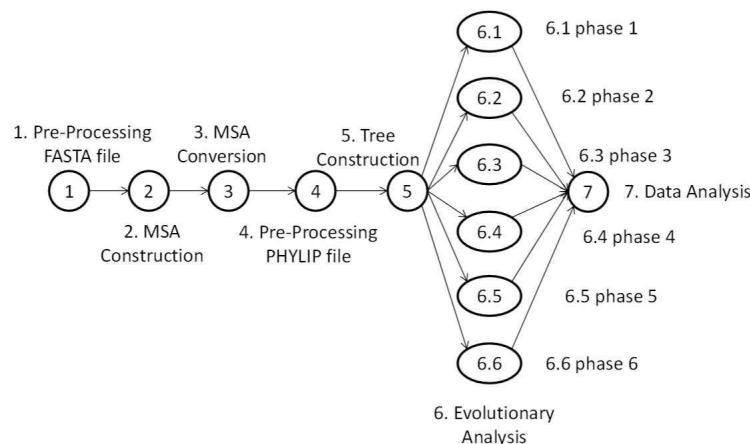 6.1
6.1 phase 1
6.2
6.2 phase 2
1. Pre-Processing
FASTA file
3. MSA
Conversion
5. Tree
Construction
6.3
6.3 phase 3
1
2
3
4
5
7
7. Data Analysis
2. MSA
Construction
4. Pre-Processing
PHYLIP file
6.4
6.4 phase 4
6.5
6.5 phase 5
6.6
6.6 phase 6
6. Evolutionary
Analysis